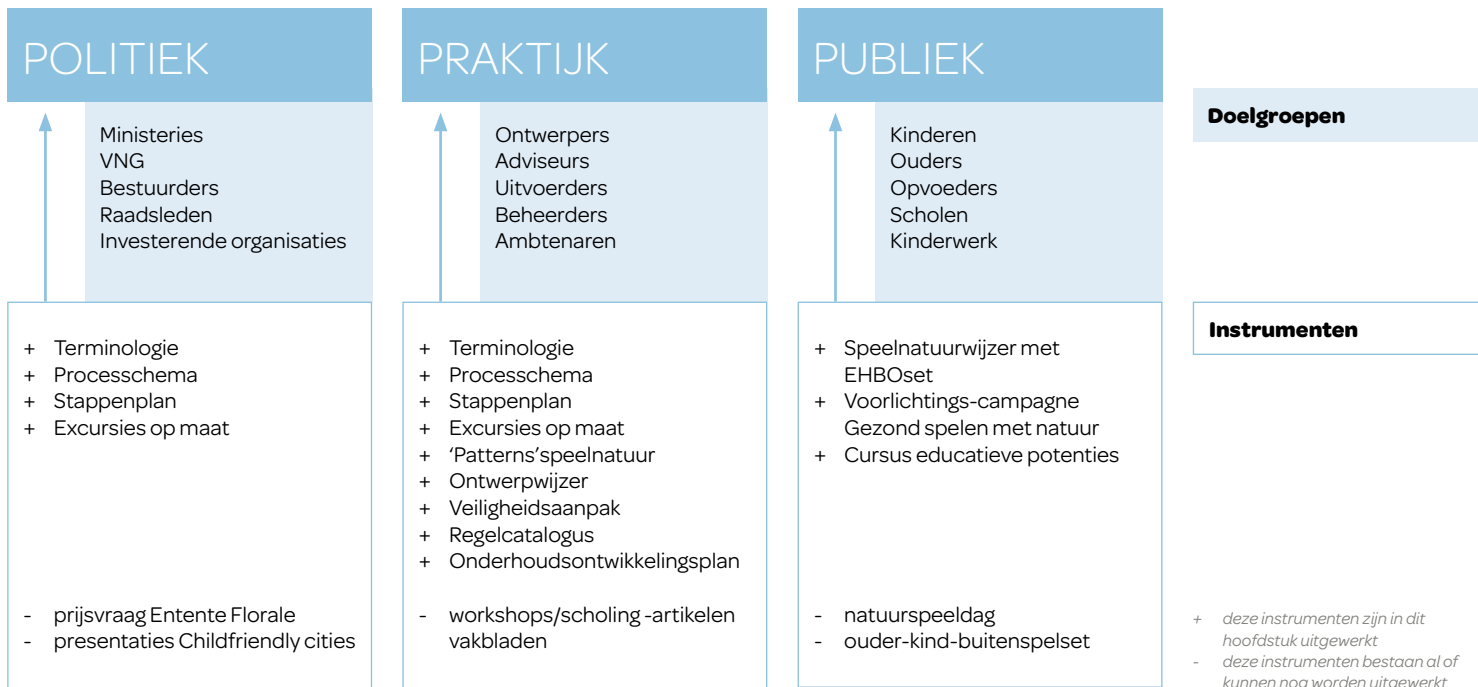 POLITIEK
Ministeries
VNG
Bestuurders
Raadsleden
Investerende organisaties
+ Terminologie
+ Processchema
+ Stappenplan
+ Excursies op maat
- prijsvraag Entente Florale
- presentaties Childfriendly cities
PRAKTIJK
Ontwerpers
Adviseurs
Uitvoerders
Beheerders
Ambtenaren
+ Terminologie
+ Processchema
+ Stappenplan
+ Excursies op maat
+ ‘Patterns’speelnatuur
+ Ontwerpwijzer
+ Veiligheidsaanpak
+ Regelcatalogus
+ Onderhoudsontwikkelingsplan
- workshops/scholing -artikelen
vakbladen
PUBLIEK
Kinderen
Ouders
Opvoeders
Scholen
Kinderwerk
+ Speelnatuurwijzer met
EHBOset
+ Voorlichtings-campagne
Gezond spelen met natuur
+ Cursus educatieve potenties
- natuurspeeldag
- ouder-kind-buitenspelset
Doelgroepen
Instrumenten
+ deze instrumenten zijn in dit
hoofdstuk uitgewerkt
- deze instrumenten bestaan al of
kunnen nog worden uitgewerkt